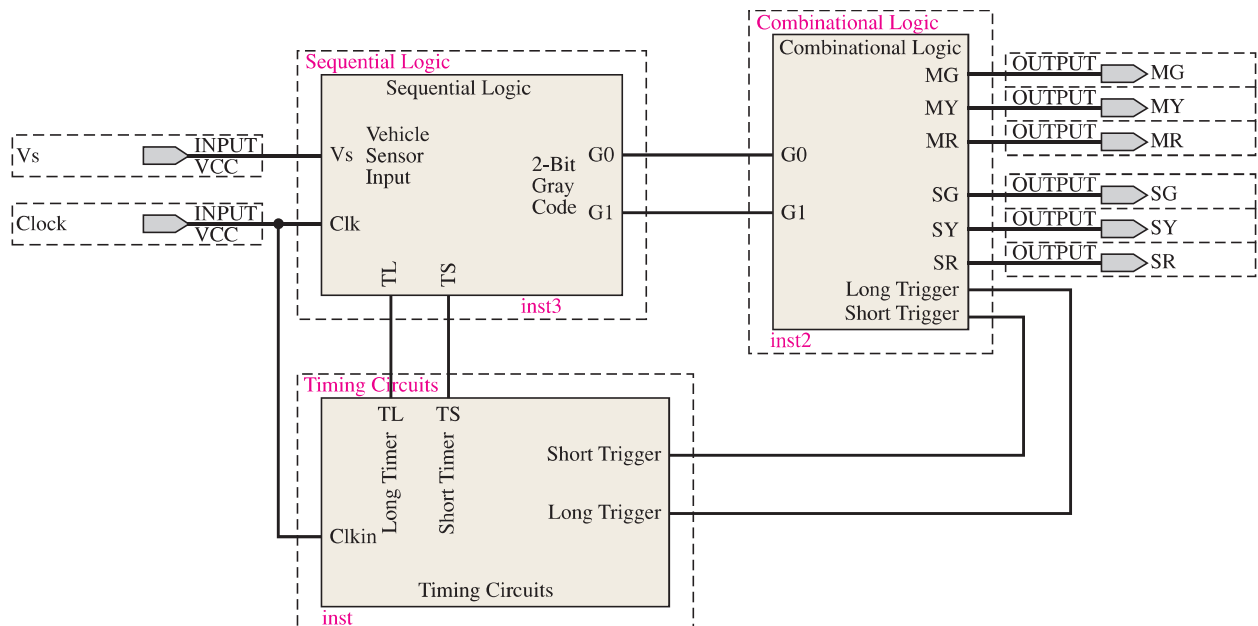 Combinational Logic
Combinational Logic
MG
OUTPUT
MG
MY
OUTPUT
MY
MR
OUTPUT
MR
SG
OUTPUT
SG
SY
OUTPUT
SY
SR
OUTPUT
SR
Long Trigger
Short Trigger
G0
G1
inst2
Sequential Logic
Sequential Logic
Vs
INPUT
VCC
Vs
Vehicle
Sensor
Input
2-Bit
Gray
Code
G0
G1
Clock
INPUT
VCC
Clk
TL
TS
inst3
Timing Circuits
TL
TS
Long Timer
Short Timer
Short Trigger
Long Trigger
Clkin
Timing Circuits
inst